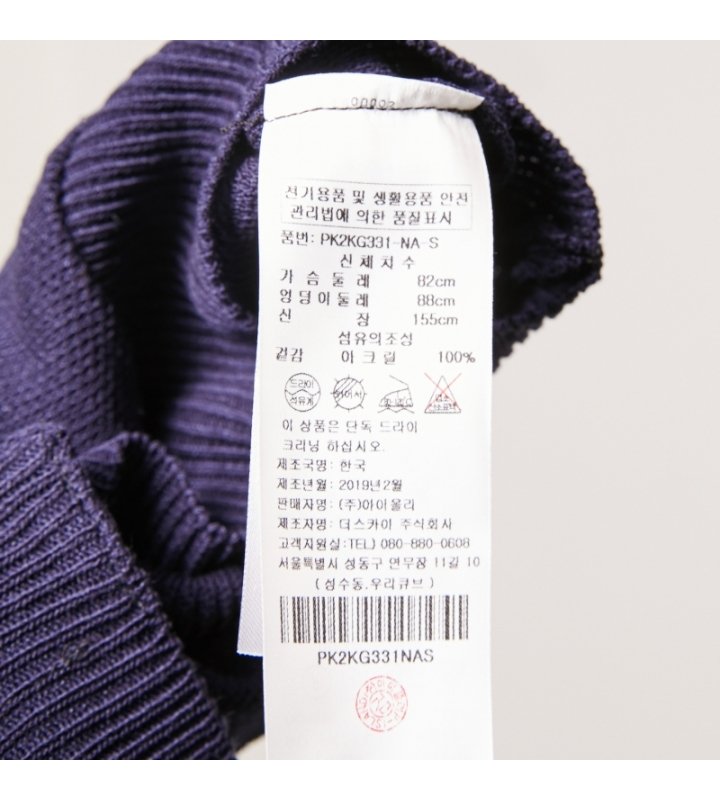 00003
전기용품 및 생활용품 안전
관리법에 의한 품질표시
품번: PK2KG331-NA-S
신체치수
가슴둘레 82cm
엉덩이둘레 88cm
신 장 155cm
섬유의조성
겉감 아크릴 100%
드라이
섬유계
이 상품은 단독 드라이
크리닝 하십시오.
제조국명: 한국
제조년월: 2019년2월
판매자명: (주)아이올리
제조자명: 더스카이 주식회사
고객지원실:TEL) 080-880-0608
서울특별시 성동구 연무장 11길 10
(성수동,우리큐브)
PK2KG331NAS